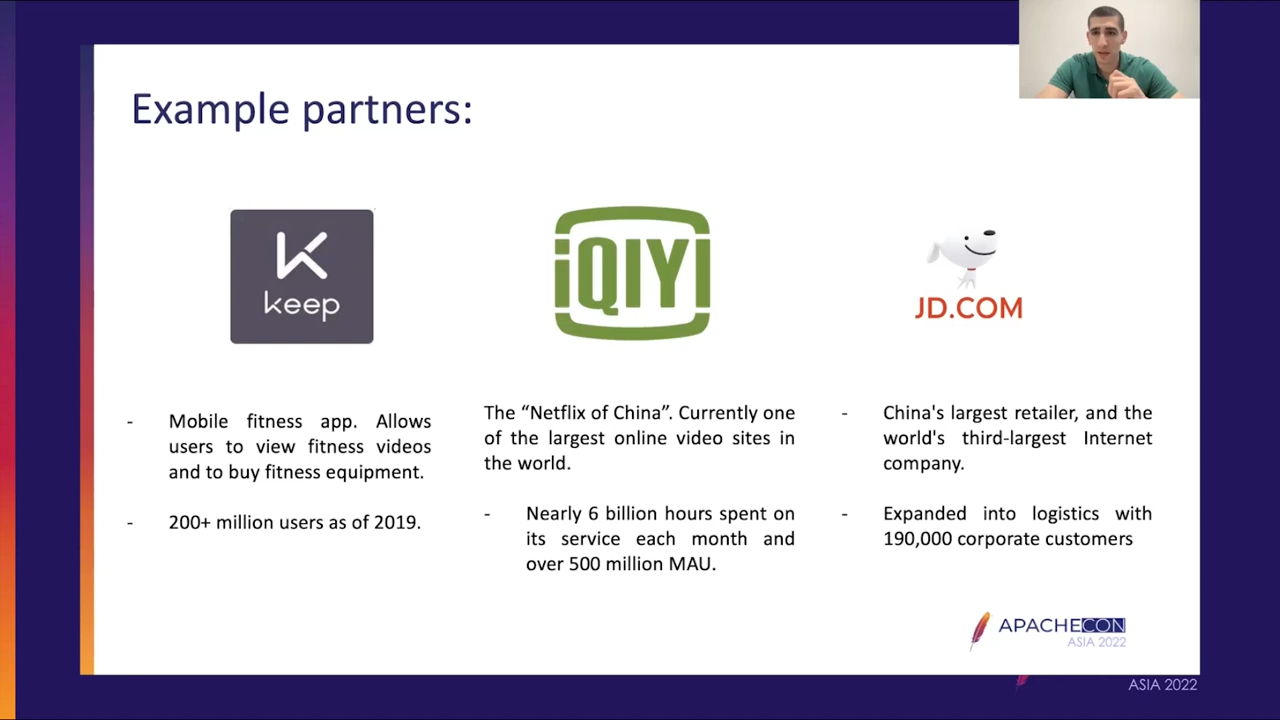 Example partners:
K
keep
iQIYI
JD.COM
- Mobile fitness app. Allows
users to view fitness videos
and to buy fitness equipment.
- 200+ million users as of 2019.
The “Netflix of China”. Currently one
of the largest online video sites in
the world.
- Nearly 6 billion hours spent on
its service each month and
over 500 million MAU.
- China's largest retailer, and the
world's third-largest Internet
company.
- Expanded into logistics with
190,000 corporate customers
APACHECON
ASIA 2022
ASIA 2022